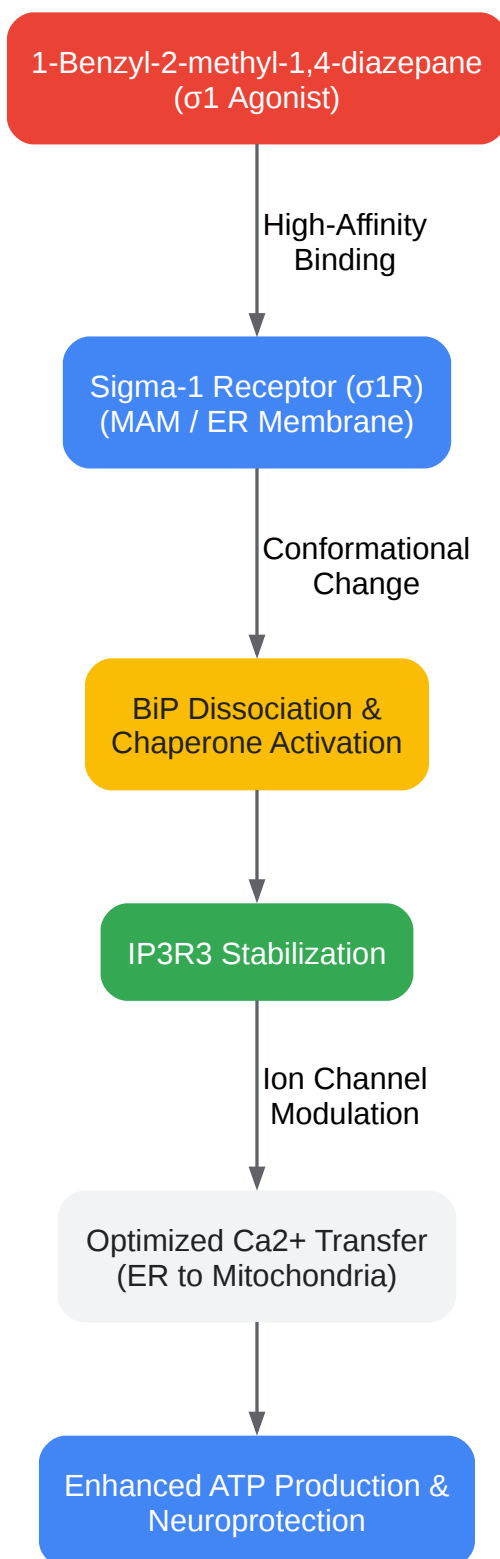 1-Benzyl-2-methyl-1,4-diazepane
(σ1 Agonist)
High-Affinity
Binding
Sigma-1 Receptor (σ1R)
(MAM / ER Membrane)
Conformational
Change
BiP Dissociation &
Chaperone Activation
IP3R3 Stabilization
Ion Channel
Modulation
Optimized Ca2+ Transfer
(ER to Mitochondria)
Enhanced ATP Production &
Neuroprotection